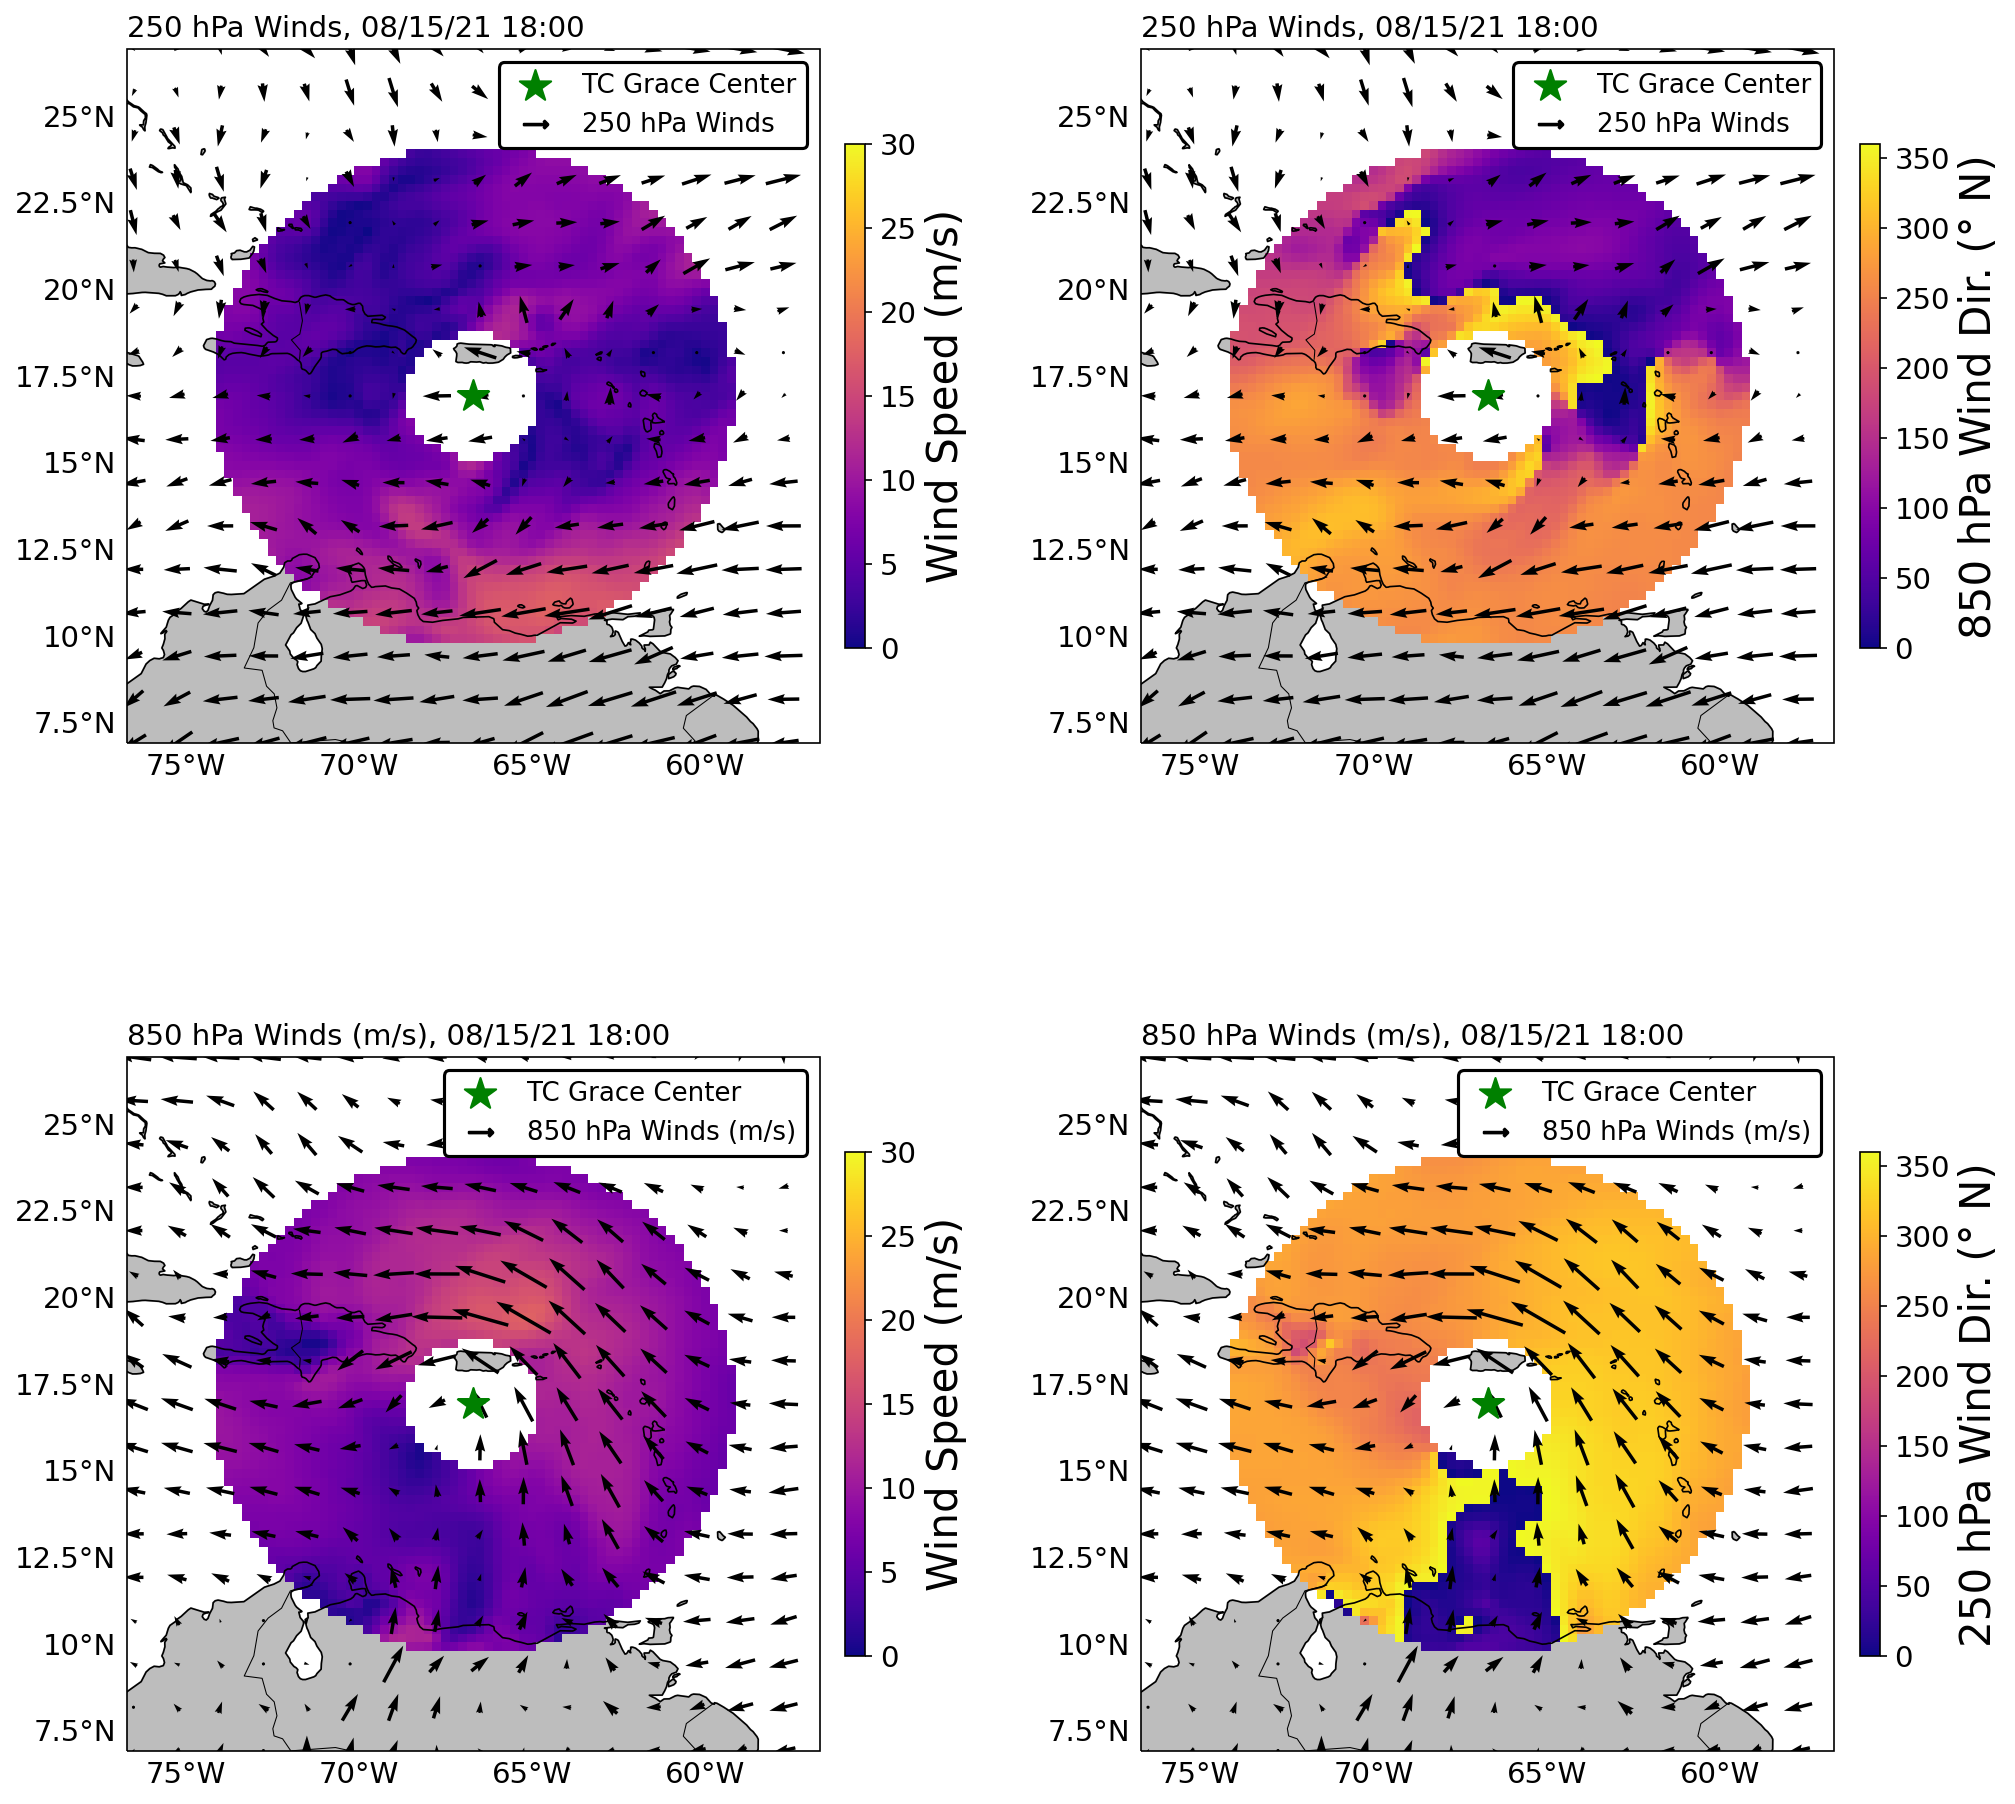 250 hPa Winds, 08/15/21 18:00
TC Grace Center
250 hPa Winds
25°N
22.5°N
20°N
17.5°N
15°N
12.5°N
10°N
7.5°N
75°W 70°W 65°W 60°W
30
25
20
15
10
5
0
Wind Speed (m/s)
250 hPa Winds, 08/15/21 18:00
TC Grace Center
250 hPa Winds
25°N
22.5°N
20°N
17.5°N
15°N
12.5°N
10°N
7.5°N
75°W 70°W 65°W 60°W
350
300
250
200
150
100
50
0
850 hPa Wind Dir. (° N)
850 hPa Winds (m/s), 08/15/21 18:00
TC Grace Center
850 hPa Winds (m/s)
25°N
22.5°N
20°N
17.5°N
15°N
12.5°N
10°N
7.5°N
75°W 70°W 65°W 60°W
30
25
20
15
10
5
0
Wind Speed (m/s)
850 hPa Winds (m/s), 08/15/21 18:00
TC Grace Center
850 hPa Winds (m/s)
25°N
22.5°N
20°N
17.5°N
15°N
12.5°N
10°N
7.5°N
75°W 70°W 65°W 60°W
350
300
250
200
150
100
50
0
250 hPa Wind Dir. (° N)